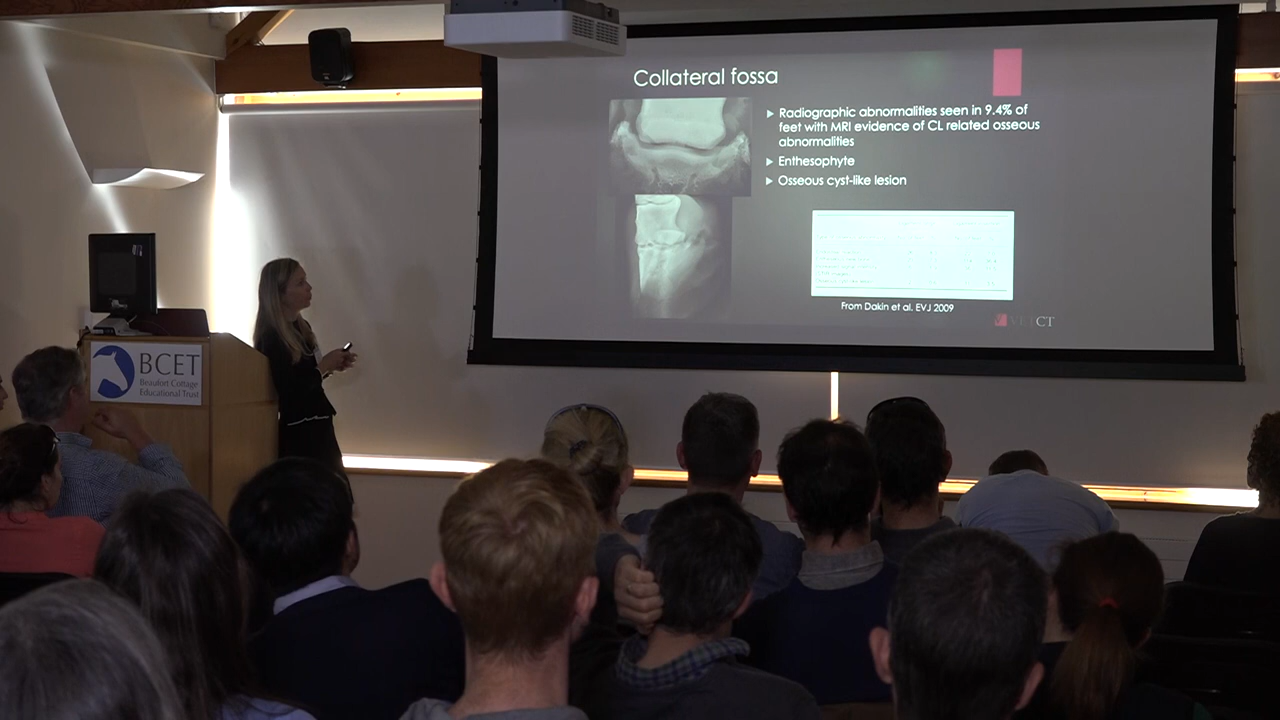 Collateral fossa
Radiographic abnormalities seen in 9.4% of
feet with MRI evidence of CL related osseous
abnormalities
Enthesophyte
Osseous cyst-like lesion
From Dakin et al. EVJ 2009
VETCT
BCET
Beaufort Cottage
Educational Trust